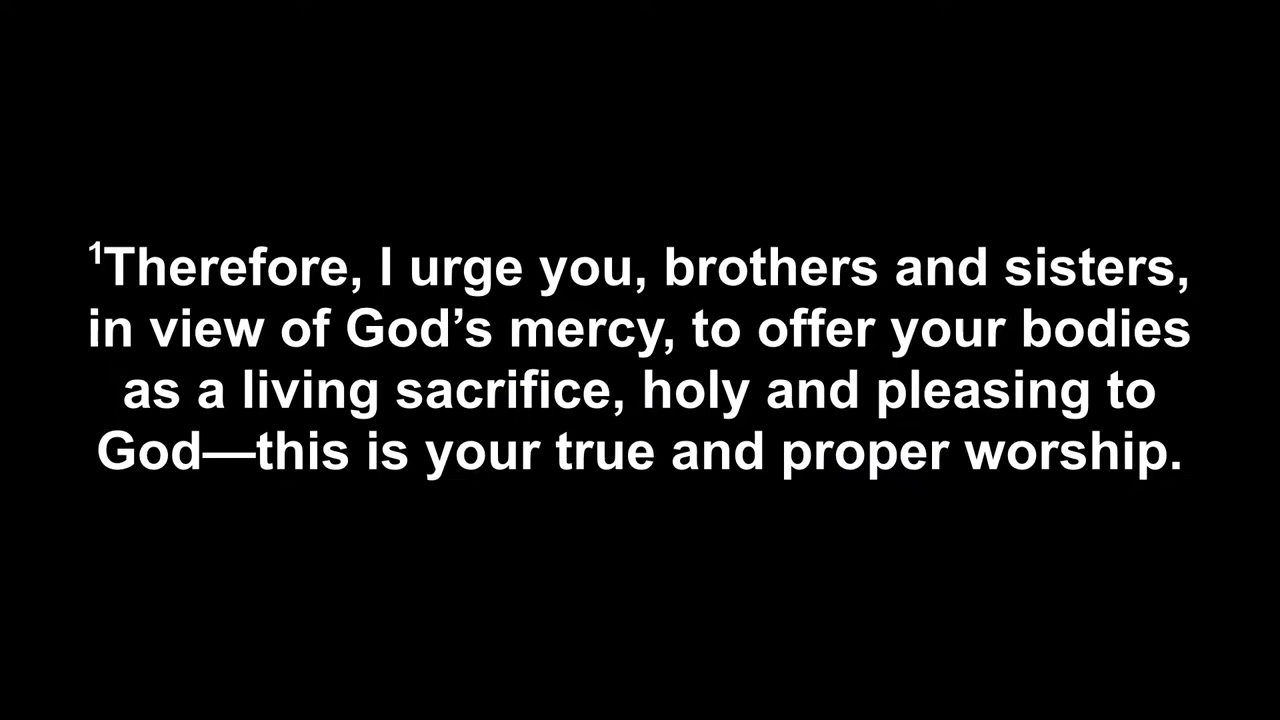 ¹Therefore, I urge you, brothers and sisters,
in view of God’s mercy, to offer your bodies
as a living sacrifice, holy and pleasing to
God—this is your true and proper worship.